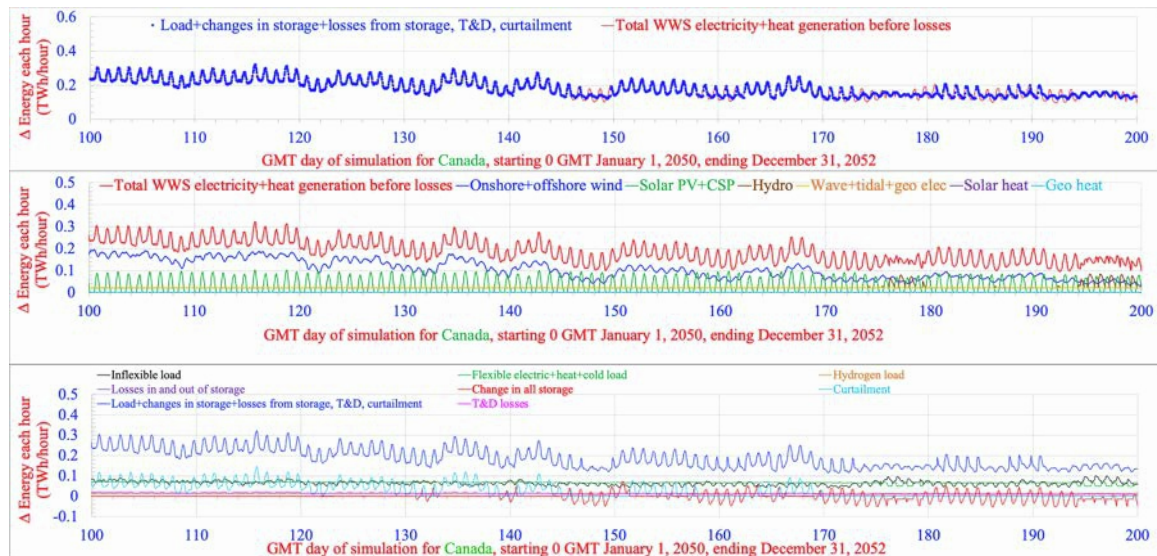 Load+changes in storage+losses from storage, T&D, curtailment Total WWS electricity+heat generation before losses
Δ Energy each hour
(TWh/hour)
0.6
0.4
0.2
0
100 110 120 130 140 150 160 170 180 190 200
GMT day of simulation for Canada, starting 0 GMT January 1, 2050, ending December 31, 2052
Total WWS electricity+heat generation before losses Onshore+offshore wind Solar PV+CSP Hydro Wave+tidal+geo elec Solar heat Geo heat
Δ Energy each hour
(TWh/hour)
0.5
0.4
0.3
0.2
0.1
0
100 110 120 130 140 150 160 170 180 190 200
GMT day of simulation for Canada, starting 0 GMT January 1, 2050, ending December 31, 2052
Inflexible load Flexible electric+heat+cold load Hydrogen load
Losses in and out of storage Change in all storage Curtailment
Load+changes in storage+losses from storage, T&D, curtailment T&D losses
Δ Energy each hour
(TWh/hour)
0.5
0.4
0.3
0.2
0.1
0
-0.1
100 110 120 130 140 150 160 170 180 190 200
GMT day of simulation for Canada, starting 0 GMT January 1, 2050, ending December 31, 2052